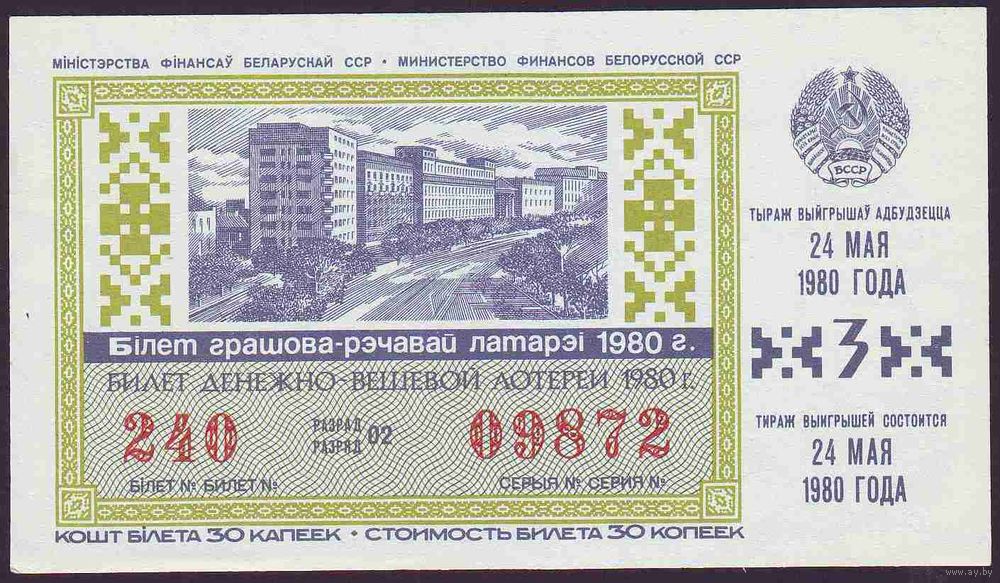 МІНІСТЭРСТВА ФІНАНСАЎ БЕЛАРУСКАЙ ССР • МИНИСТЕРСТВО ФИНАНСОВ БЕЛОРУССКОЙ ССР
БССР
ТЫРАЖ ВЫЙГРЫШАЎ АДБУДЗЕЦЦА
24 МАЯ
1980 ГОДА
3
ТИРАЖ ВЫИГРЫШЕЙ СОСТОИТСЯ
24 МАЯ
1980 ГОДА
Білет грашова-рэчавай латарэі 1980 г.
БИЛЕТ ДЕНЕЖНО-ВЕЩЕВОЙ ЛОТЕРЕИ 1980 г.
240 РАЗРАД РАЗРЯД 02 09872
БІЛЕТ № БИЛЕТ № СЕРЫЯ № СЕРИЯ №
КОШТ БІЛЕТА 30 КАПЕЕК • СТОИМОСТЬ БИЛЕТА 30 КОПЕЕК
www.ay.by